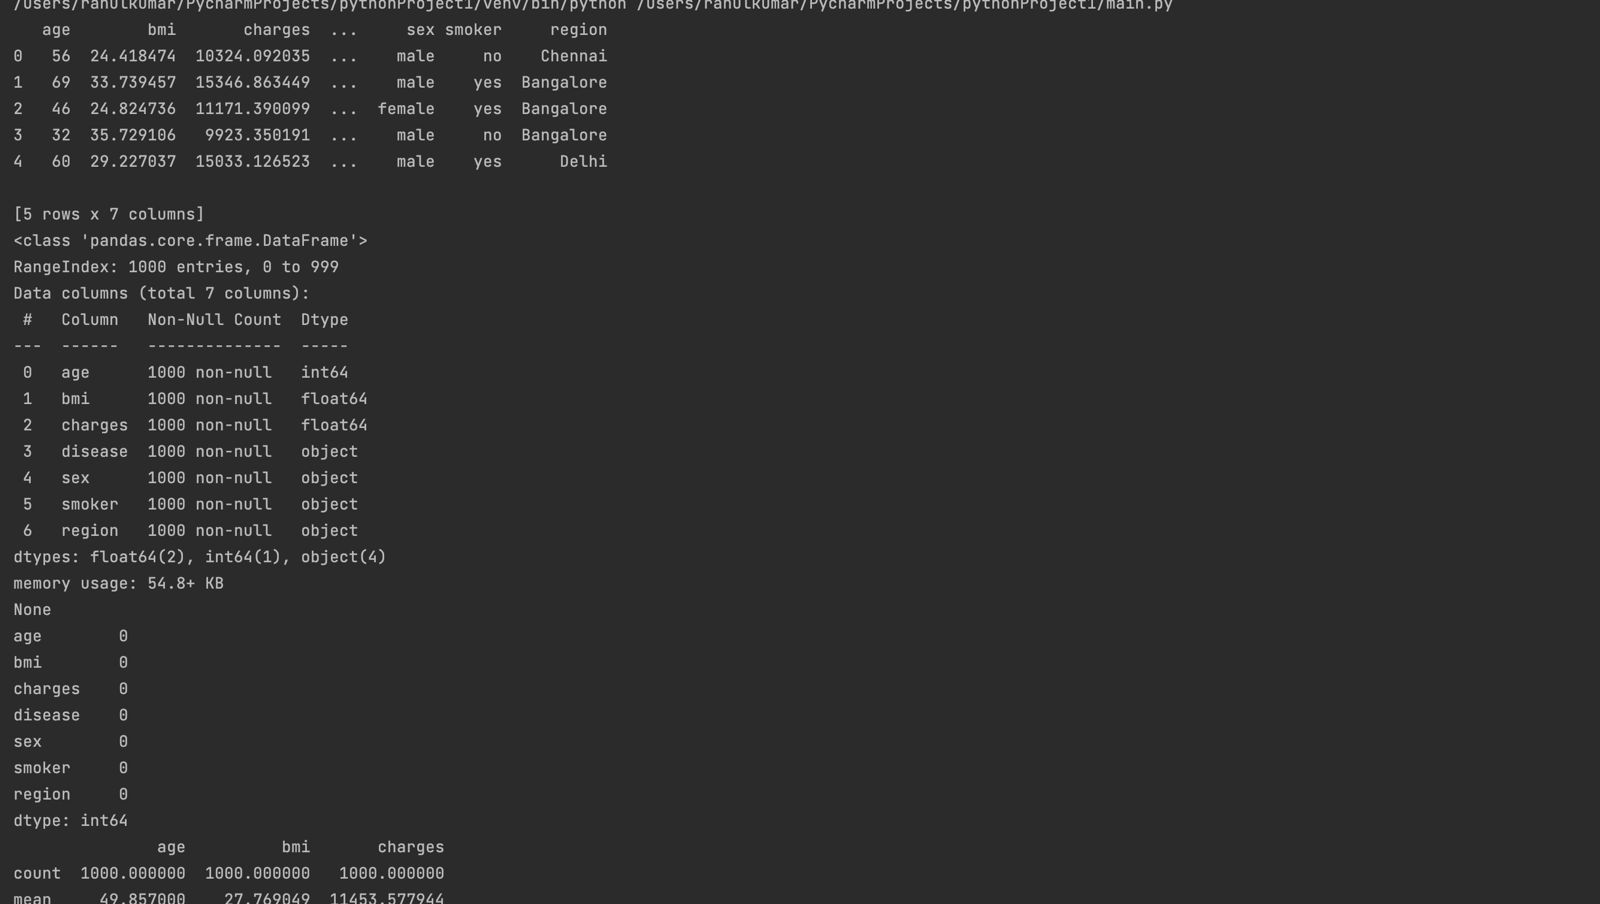 /Users/rahulkumar/PycharmProjects/pythonProject1/venv/bin/python /Users/rahulkumar/PycharmProjects/pythonProject1/main.py
   age        bmi       charges  ...     sex smoker     region
0   56  24.418474  10324.092035  ...    male     no    Chennai
1   69  33.739457  15346.863449  ...    male    yes  Bangalore
2   46  24.824736  11171.390099  ...  female    yes  Bangalore
3   32  35.729106   9923.350191  ...    male     no  Bangalore
4   60  29.227037  15033.126523  ...    male    yes      Delhi
[5 rows x 7 columns]
<class 'pandas.core.frame.DataFrame'>
RangeIndex: 1000 entries, 0 to 999
Data columns (total 7 columns):
 #   Column   Non-Null Count  Dtype
---  ------   --------------  -----
 0   age      1000 non-null   int64
 1   bmi      1000 non-null   float64
 2   charges  1000 non-null   float64
 3   disease  1000 non-null   object
 4   sex      1000 non-null   object
 5   smoker   1000 non-null   object
 6   region   1000 non-null   object
dtypes: float64(2), int64(1), object(4)
memory usage: 54.8+ KB
None
age        0
bmi        0
charges    0
disease    0
sex        0
smoker     0
region     0
dtype: int64
               age          bmi       charges
count  1000.000000  1000.000000   1000.000000
mean     49.857000    27.769049  11453.577944